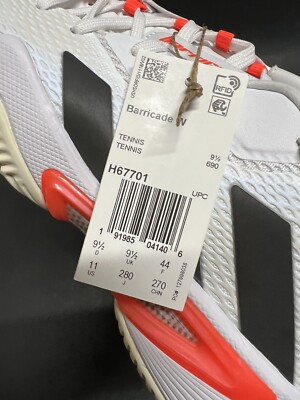 RFID
Barricade W
TENNIS
TENNIS
9½
690
H67701
UPC
1 91985 04140 6
9½ 9½ 44
D UK F
11 280 270
US J CHN